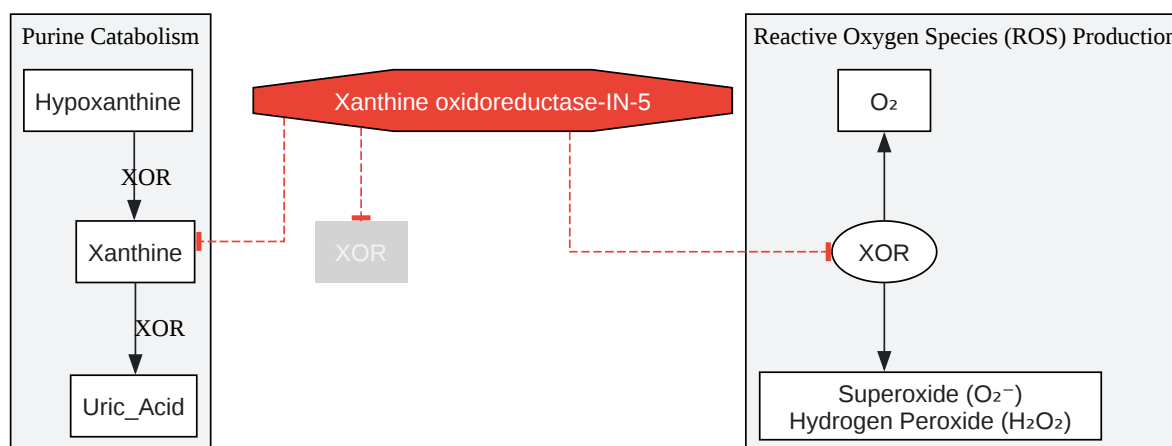 Purine Catabolism
Hypoxanthine
XOR
Xanthine
XOR
Uric_Acid
Xanthine oxidoreductase-IN-5
XOR
Reactive Oxygen Species (ROS) Production
O₂
XOR
Superoxide (O₂⁻)
Hydrogen Peroxide (H₂O₂)